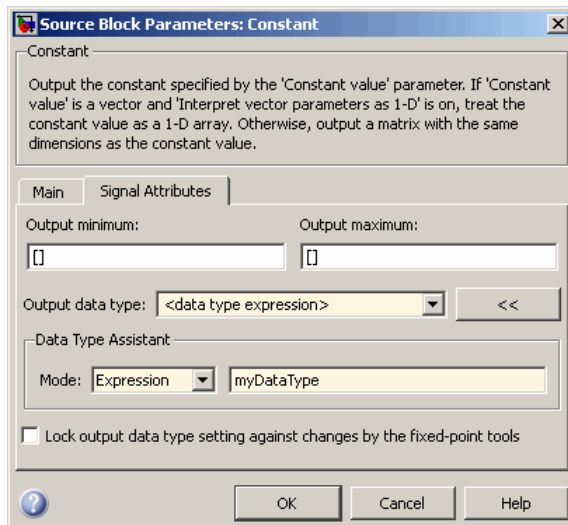 Source Block Parameters: Constant
Constant
Output the constant specified by the 'Constant value' parameter. If 'Constant
value' is a vector and 'Interpret vector parameters as 1-D' is on, treat the
constant value as a 1-D array. Otherwise, output a matrix with the same
dimensions as the constant value.
Main Signal Attributes
Output minimum: Output maximum:
[] []
Output data type: <data type expression> <<
Data Type Assistant
Mode: Expression myDataType
Lock output data type setting against changes by the fixed-point tools
? OK Cancel Help